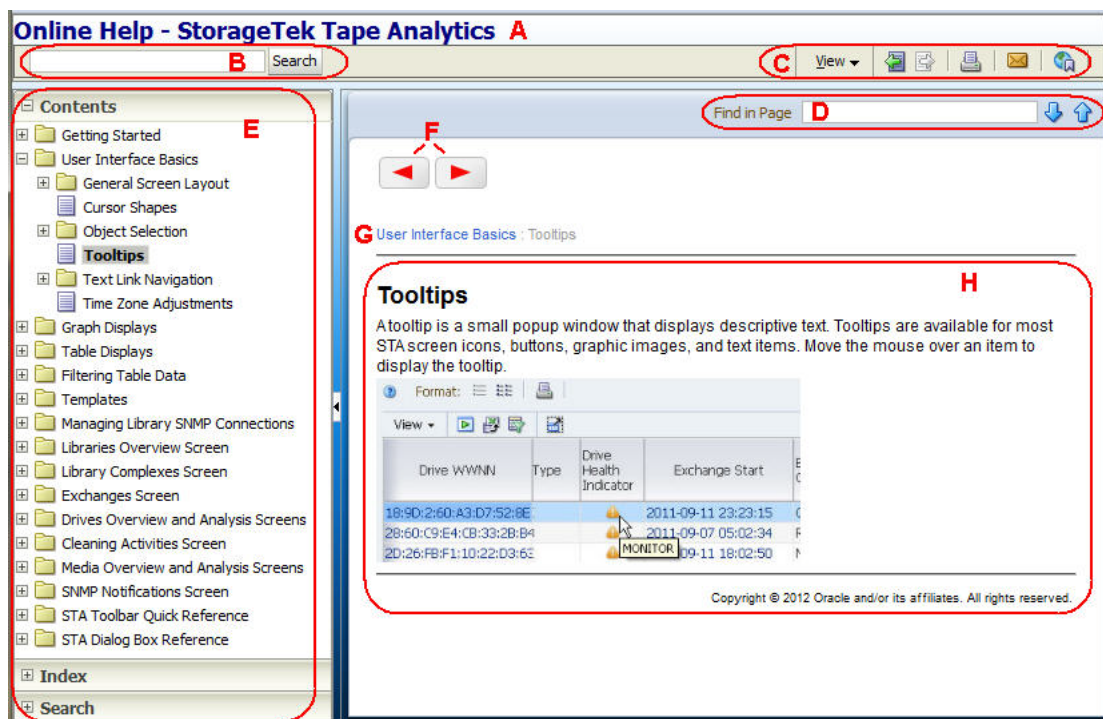 Online Help - StorageTek Tape Analytics A
B Search
C View
Contents
E
Getting Started
User Interface Basics
General Screen Layout
Cursor Shapes
Object Selection
Tooltips
Text Link Navigation
Time Zone Adjustments
Graph Displays
Table Displays
Filtering Table Data
Templates
Managing Library SNMP Connections
Libraries Overview Screen
Library Complexes Screen
Exchanges Screen
Drives Overview and Analysis Screens
Cleaning Activities Screen
Media Overview and Analysis Screens
SNMP Notifications Screen
STA Toolbar Quick Reference
STA Dialog Box Reference
Index
Search
Find in Page D
F
G User Interface Basics : Tooltips
H
Tooltips
A tooltip is a small popup window that displays descriptive text. Tooltips are available for most
STA screen icons, buttons, graphic images, and text items. Move the mouse over an item to
display the tooltip.
Format:
View
Drive WWNN Type Drive Health Indicator Exchange Start
18:9D:2:60:A3:D7:52:8E 2011-09-11 23:23:15
28:60:C9:E4:CB:33:2B:B4 2011-09-07 05:02:34
2D:26:FB:F1:10:22:D3:63 MONITOR 09-11 18:02:50
Copyright © 2012 Oracle and/or its affiliates. All rights reserved.